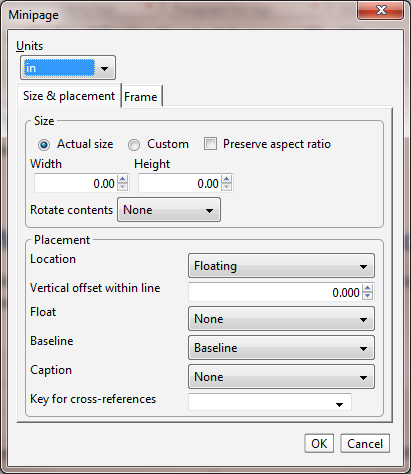 Minipage
Units
in
Size & placement Frame
Size
Actual size Custom Preserve aspect ratio
Width Height
0.00 0.00
Rotate contents None
Placement
Location Floating
Vertical offset within line 0.000
Float None
Baseline Baseline
Caption None
Key for cross-references
OK Cancel